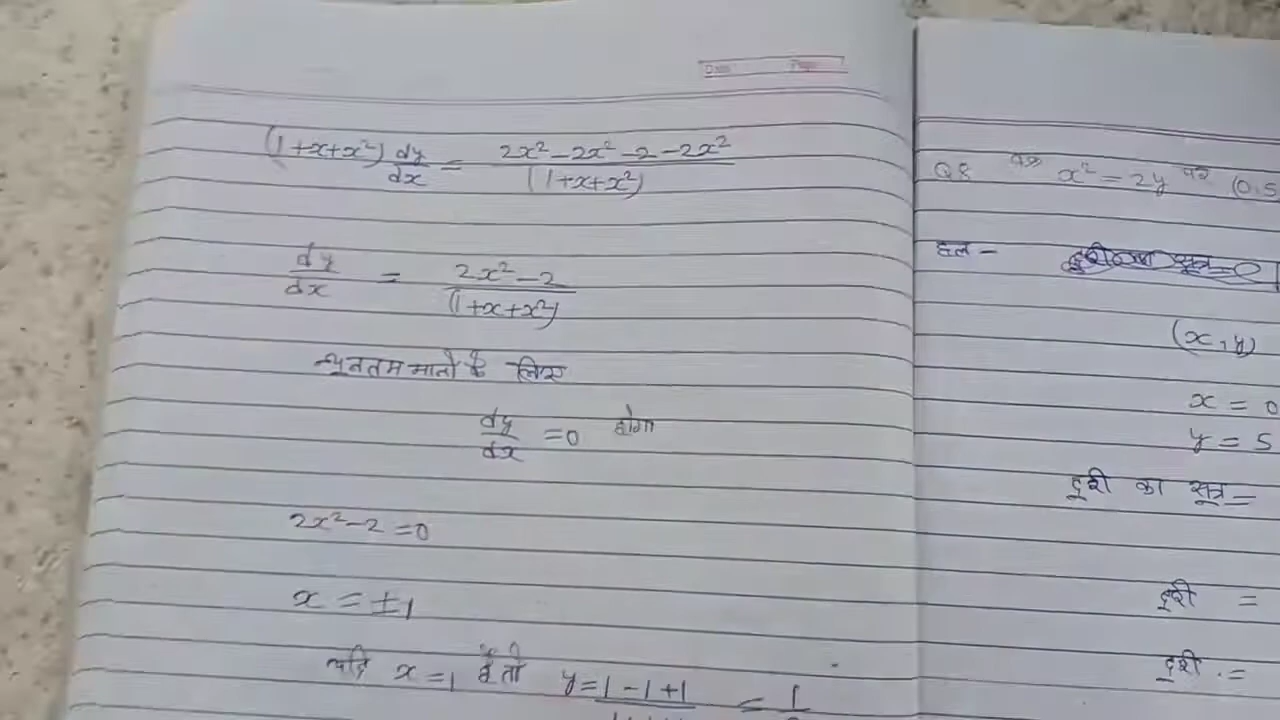 Date Page
(1+x+x²) dy/dx = 2x²-2x²-2-2x² / (1+x+x²)
dy/dx = 2x²-2 / (1+x+x²)
न्यूनतम मानों के लिए
dy/dx = 0 होगा
2x²-2=0
x = ±1
यदि x=1 है तो y = 1-1+1 = 1
Q8 वक्र x² = 2y पर (0.5
हल -
(x, y)
x = 0
y = 5
दूरी का सूत्र =
दूरी =
दूरी . =